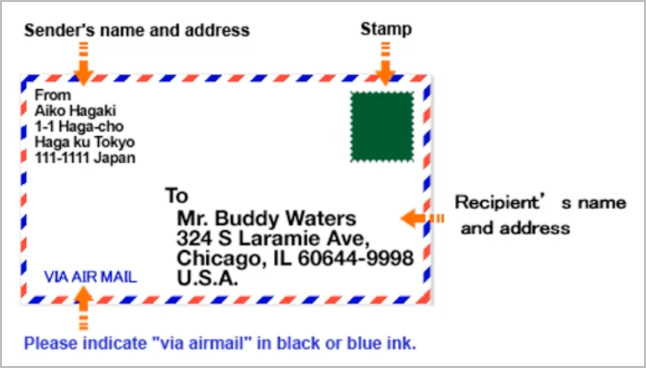 Sender's name and address
Stamp
From
Aiko Hagaki
1-1 Haga-cho
Haga ku Tokyo
111-1111 Japan
To
Mr. Buddy Waters
324 S Laramie Ave,
Chicago, IL 60644-9998
U.S.A.
Recipient’s name
and address
VIA AIR MAIL
Please indicate "via airmail" in black or blue ink.